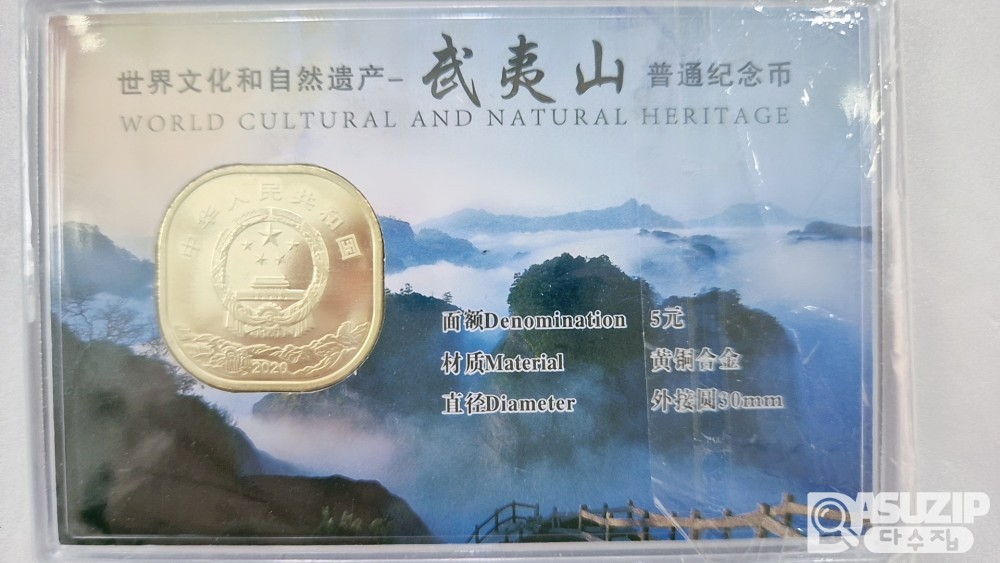 世界文化和自然遗产- 武夷山 普通纪念币
WORLD CULTURAL AND NATURAL HERITAGE
中华人民共和国
2020
面额Denomination 5元
材质Material 黄铜合金
直径Diameter 外接圆30mm
DASUZIP
다수집